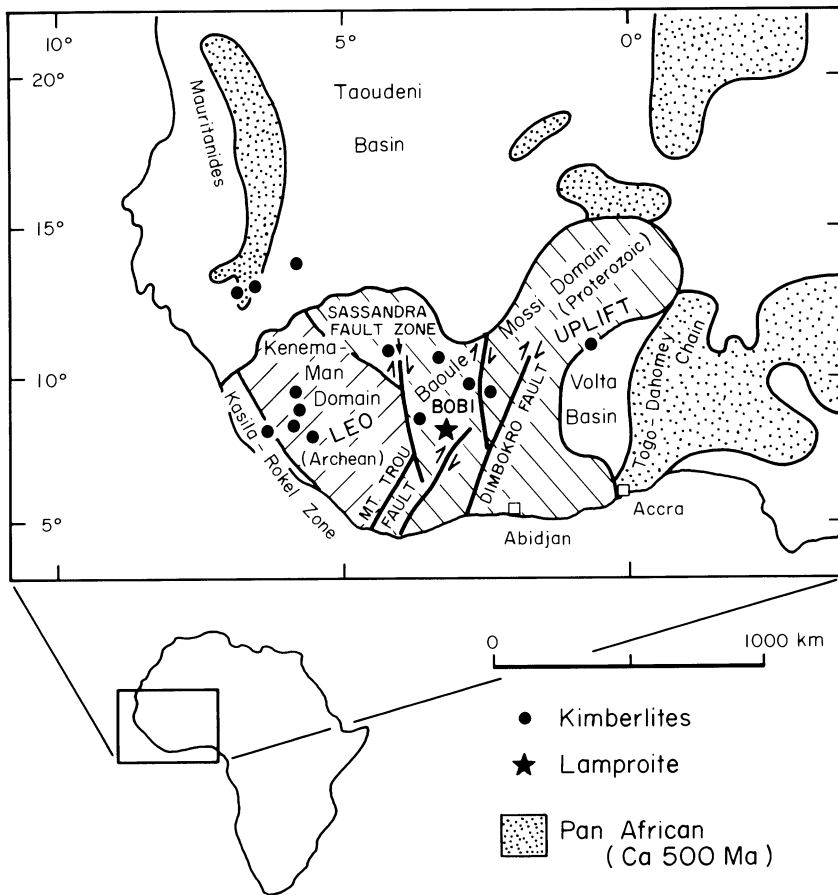 10°
5°
0°
20°
15°
10°
5°
Mauritanides
Taoudeni
Basin
SASSANDRA
FAULT ZONE
Kenema-
Man
Domain
LEO
(Archean)
Kasila-Rokel Zone
Baoule
BOBI
MT. TROU
FAULT
DIMBOKRO FAULT
Mossi Domain
(Proterozoic)
UPLIFT
Volta
Basin
Togo-Dahomey
Chain
Abidjan
Accra
0
1000 km
Kimberlites
Lamproite
Pan African
(Ca 500 Ma)